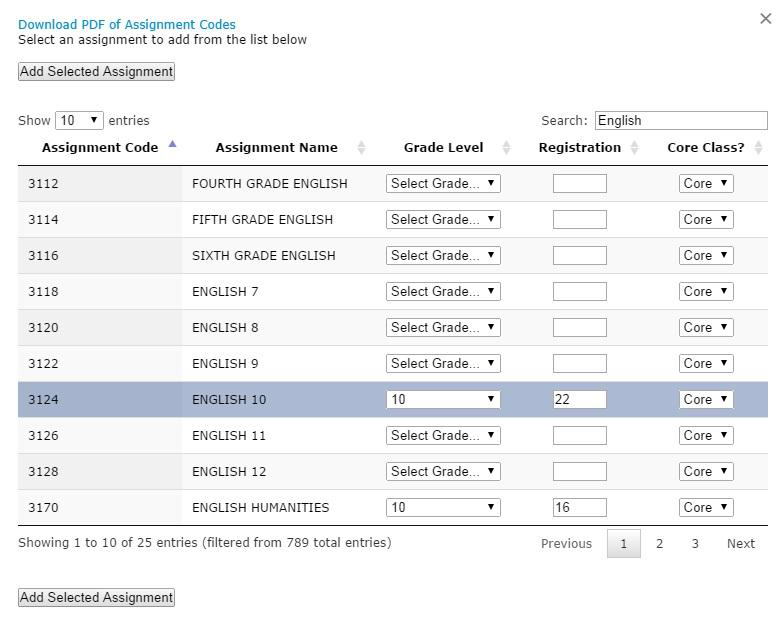 Download PDF of Assignment Codes
Select an assignment to add from the list below
Add Selected Assignment
Show 10 entries Search: English
Assignment Code Assignment Name Grade Level Registration Core Class?
3112 FOURTH GRADE ENGLISH Select Grade... Core
3114 FIFTH GRADE ENGLISH Select Grade... Core
3116 SIXTH GRADE ENGLISH Select Grade... Core
3118 ENGLISH 7 Select Grade... Core
3120 ENGLISH 8 Select Grade... Core
3122 ENGLISH 9 Select Grade... Core
3124 ENGLISH 10 10 22 Core
3126 ENGLISH 11 Select Grade... Core
3128 ENGLISH 12 Select Grade... Core
3170 ENGLISH HUMANITIES 10 16 Core
Showing 1 to 10 of 25 entries (filtered from 789 total entries) Previous 1 2 3 Next
Add Selected Assignment